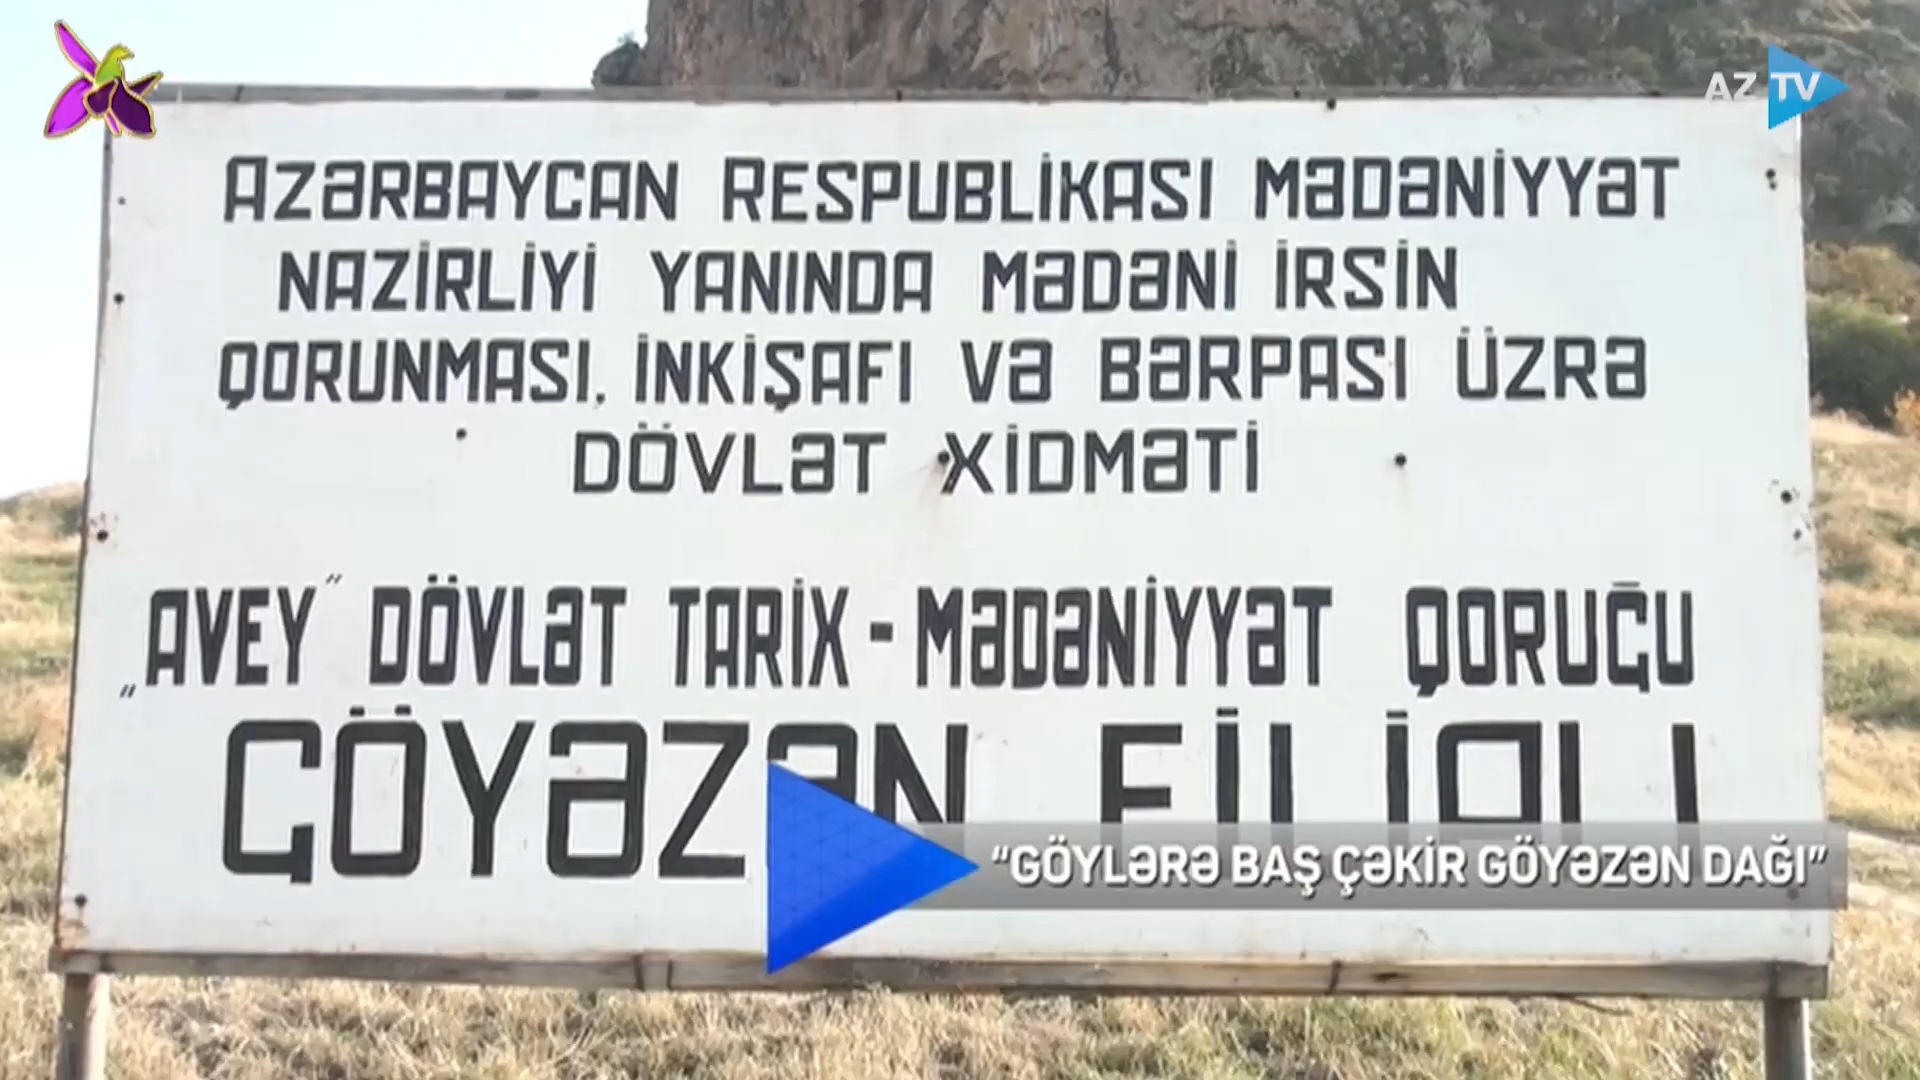 AZ TV
AZƏRBAYCAN RESPUBLİKASI MƏDƏNİYYƏT
NAZİRLİYİ YANINDA MƏDƏNİ İRSİN
QORUNMASI, İNKİŞAFI VƏ BƏRPASI ÜZRƏ
DÖVLƏT XİDMƏTİ
„AVEY” DÖVLƏT TARİX-MƏDƏNİYYƏT QORUĞU
GÖYƏZƏN FİLİALI
“GÖYLƏRƏ BAŞ ÇƏKİR GÖYƏZƏN DAĞI”